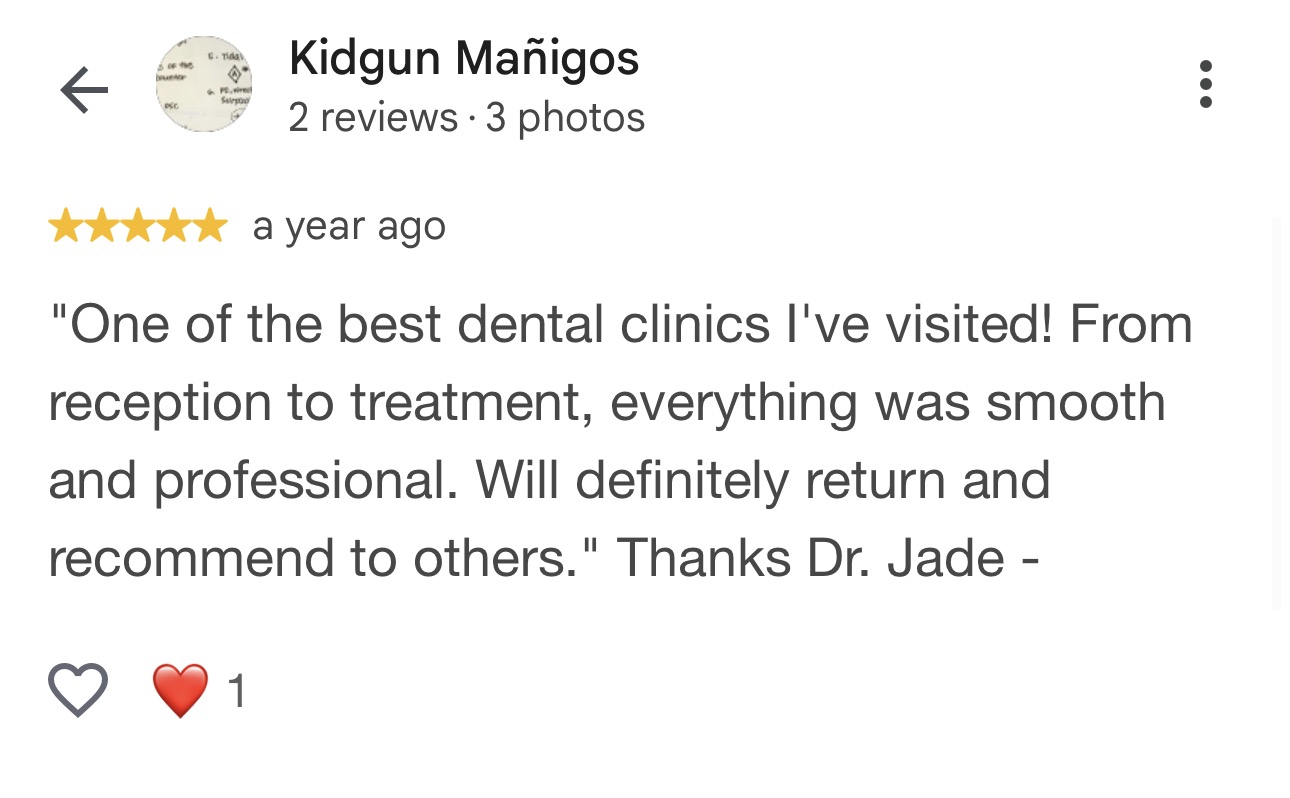 Kidgun Mañigos
2 reviews · 3 photos
a year ago
"One of the best dental clinics I've visited! From
reception to treatment, everything was smooth
and professional. Will definitely return and
recommend to others." Thanks Dr. Jade -
1